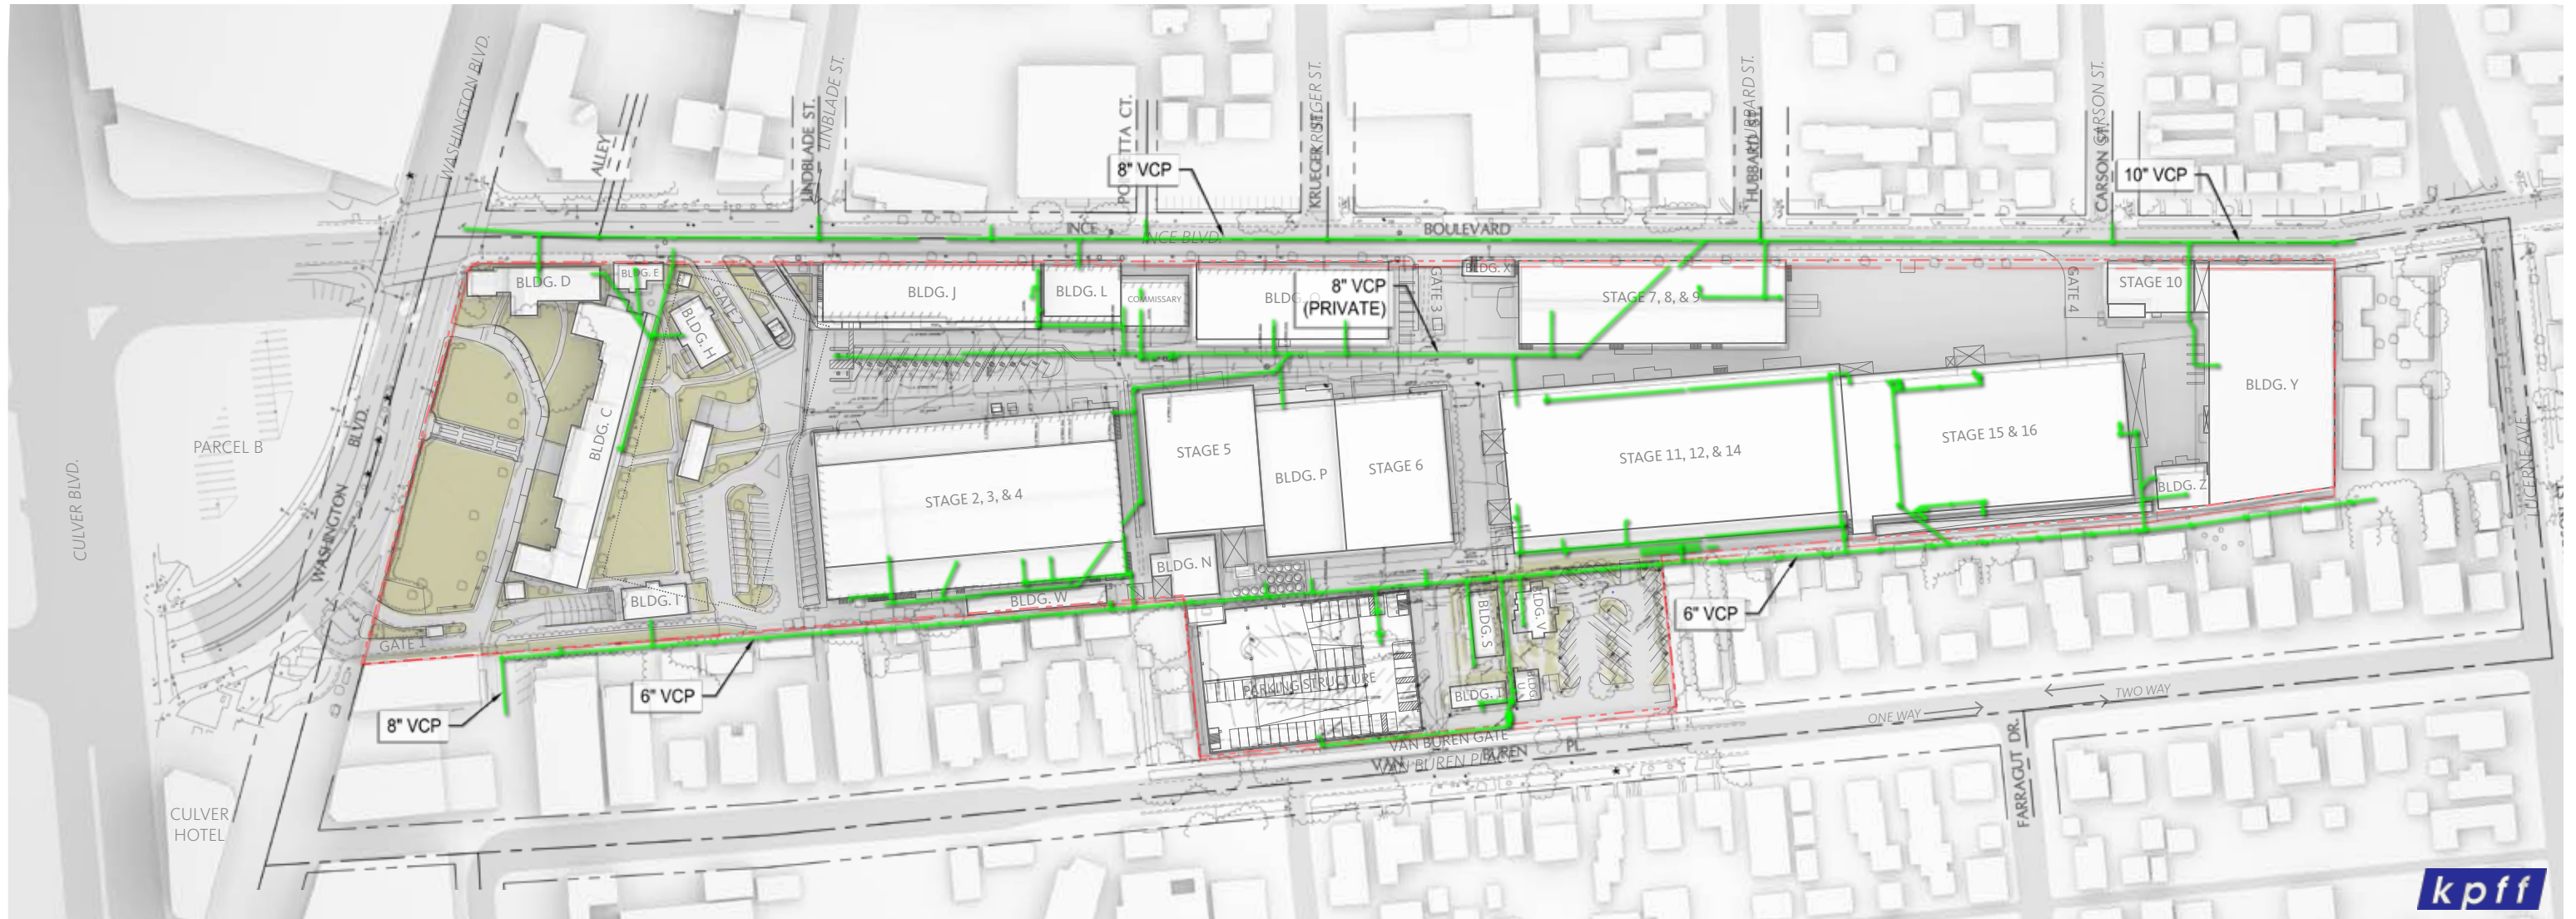 WASHINGTON BLVD.
ALLEY
LINDBLADE ST.
LINBLADE ST.
KRUEGER ST.
HUBBARD ST.
HUBBARD ST.
CARSON ST.
CARSON ST.
8" VCP
10" VCP
INCE
BOULEVARD
INCE BLVD.
BLDG. D
BLDG. E
GATE 2
BLDG. H
BLDG. J
BLDG. L
COMMISSARY
8" VCP
(PRIVATE)
GATE 3
BLDG. X
STAGE 7, 8, & 9
GATE 4
STAGE 10
BLDG. Y
BLDG. C
PARCEL B
CULVER BLVD.
WASHINGTON
BLVD.
STAGE 2, 3, & 4
STAGE 5
BLDG. P
STAGE 6
STAGE 11, 12, & 14
STAGE 15 & 16
BLDG. Z
LUCERNE AVE.
BLDG. N
BLDG. W
BLDG. I
GATE 1
BLDG. S
BLDG. V
6" VCP
6" VCP
8" VCP
PARKING STRUCTURE
VAN BUREN GATE
VAN BUREN PL.
VAN BUREN PLACE
TWO WAY
ONE WAY
FARRAGUT DR.
CULVER
HOTEL
kpff